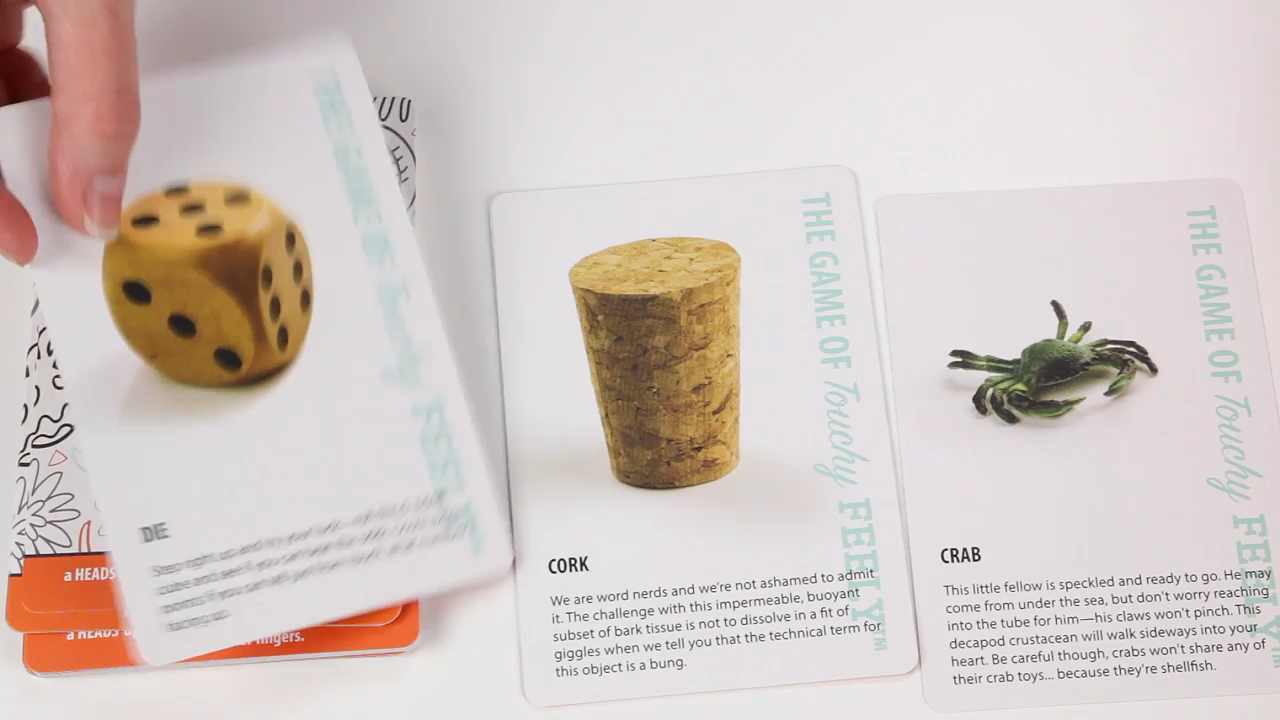 DIE
a HEADS
a HEADS
fingers.
THE GAME OF Touchy FEELY™
CORK
We are word nerds and we're not ashamed to admit
it. The challenge with this impermeable, buoyant
subset of bark tissue is not to dissolve in a fit of
giggles when we tell you that the technical term for
this object is a bung.
THE GAME OF Touchy FEELY™
CRAB
This little fellow is speckled and ready to go. He may
come from under the sea, but don't worry reaching
into the tube for him—his claws won't pinch. This
decapod crustacean will walk sideways into your
heart. Be careful though, crabs won't share any of
their crab toys... because they're shellfish.
THE GAME OF Touchy FEELY™